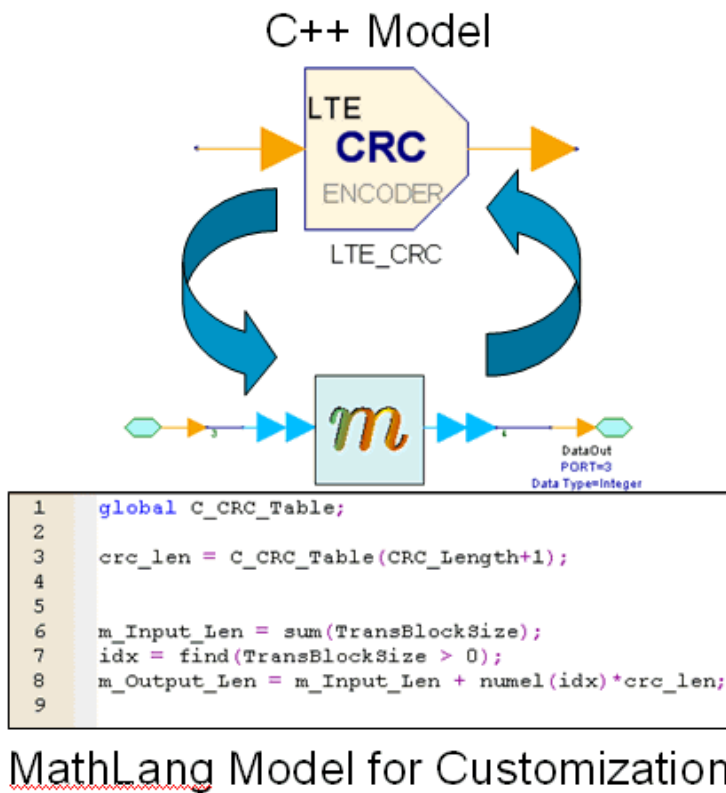 C++ Model
LTE
CRC
ENCODER
LTE_CRC
m
3
4
DataOut
PORT=3
Data Type=Integer
1 global C_CRC_Table;
2
3 crc_len = C_CRC_Table(CRC_Length+1);
4
5
6 m_Input_Len = sum(TransBlockSize);
7 idx = find(TransBlockSize > 0);
8 m_Output_Len = m_Input_Len + numel(idx)*crc_len;
9
MathLang Model for Customization